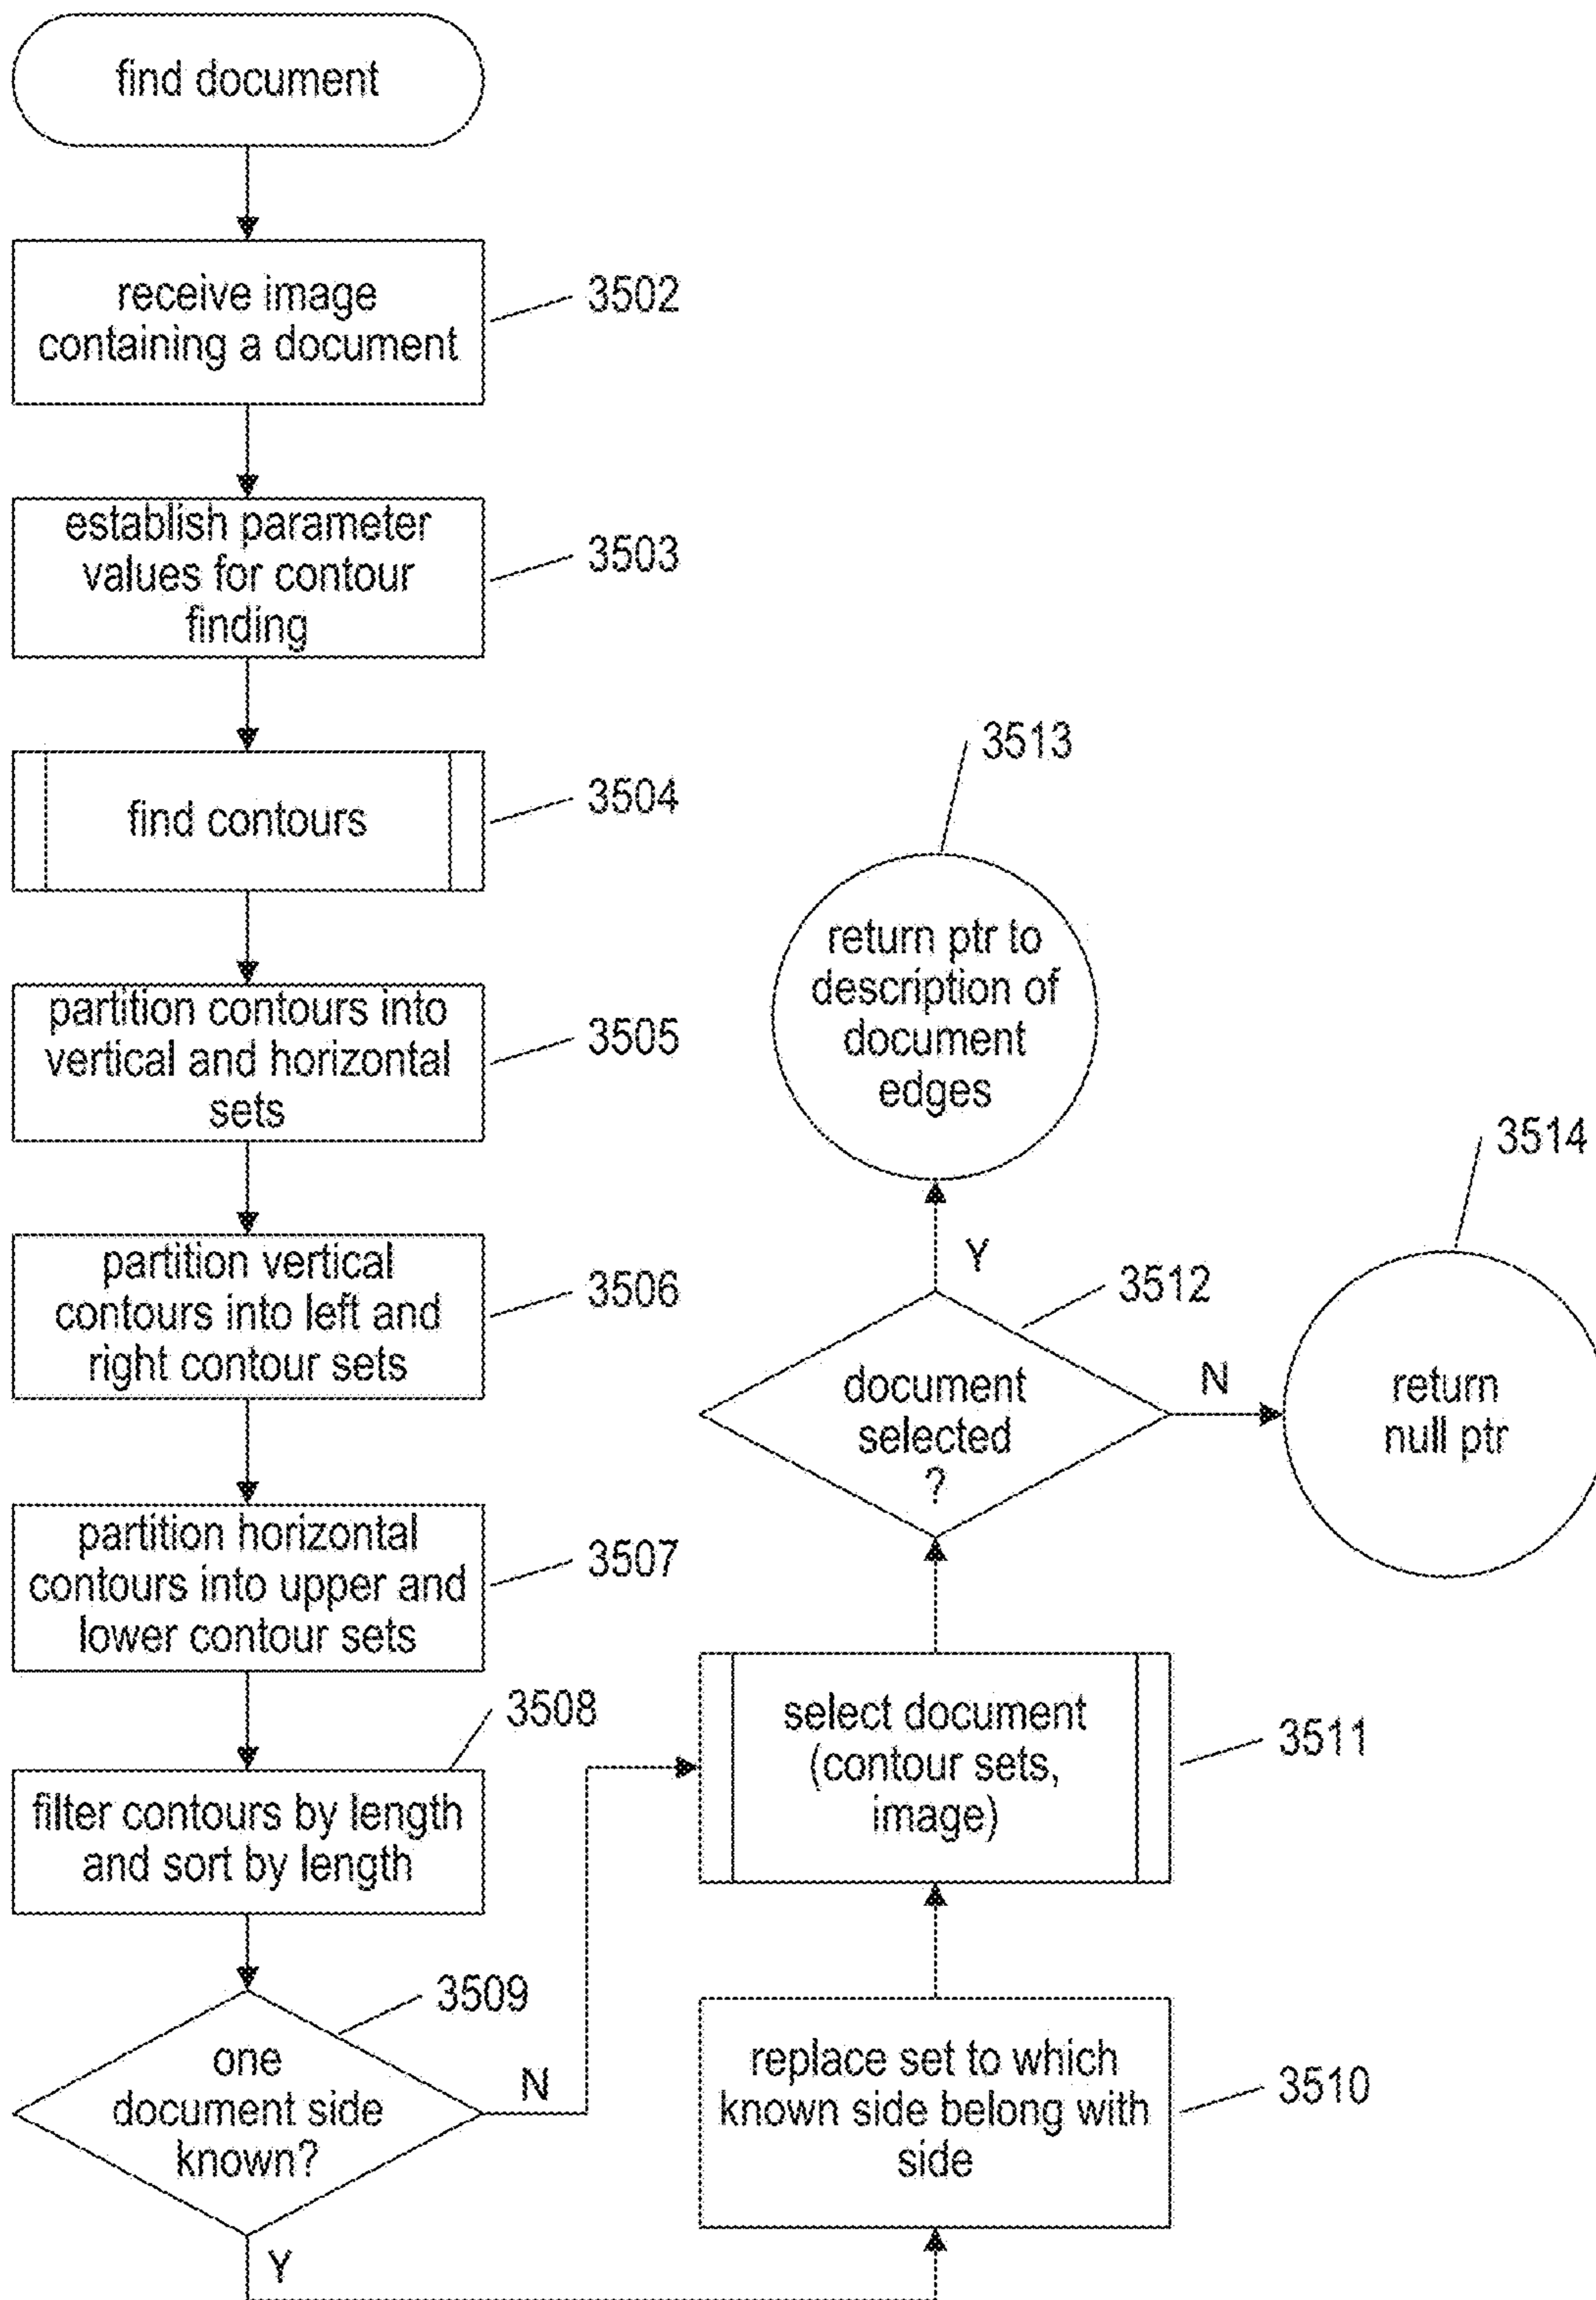 find document
receive image
containing a document
3502
establish parameter
values for contour
finding
3503
find contours
3504
partition contours into
vertical and horizontal
sets
3505
partition vertical
contours into left and
right contour sets
3506
partition horizontal
contours into upper and
lower contour sets
3507
3508
filter contours by length
and sort by length
3509
one
document side
known?
N
Y
replace set to which
known side belong with
side
3510
select document
(contour sets,
image)
3511
document
selected
?
3512
Y
N
3513
return ptr to
description of
document
edges
3514
return
null ptr